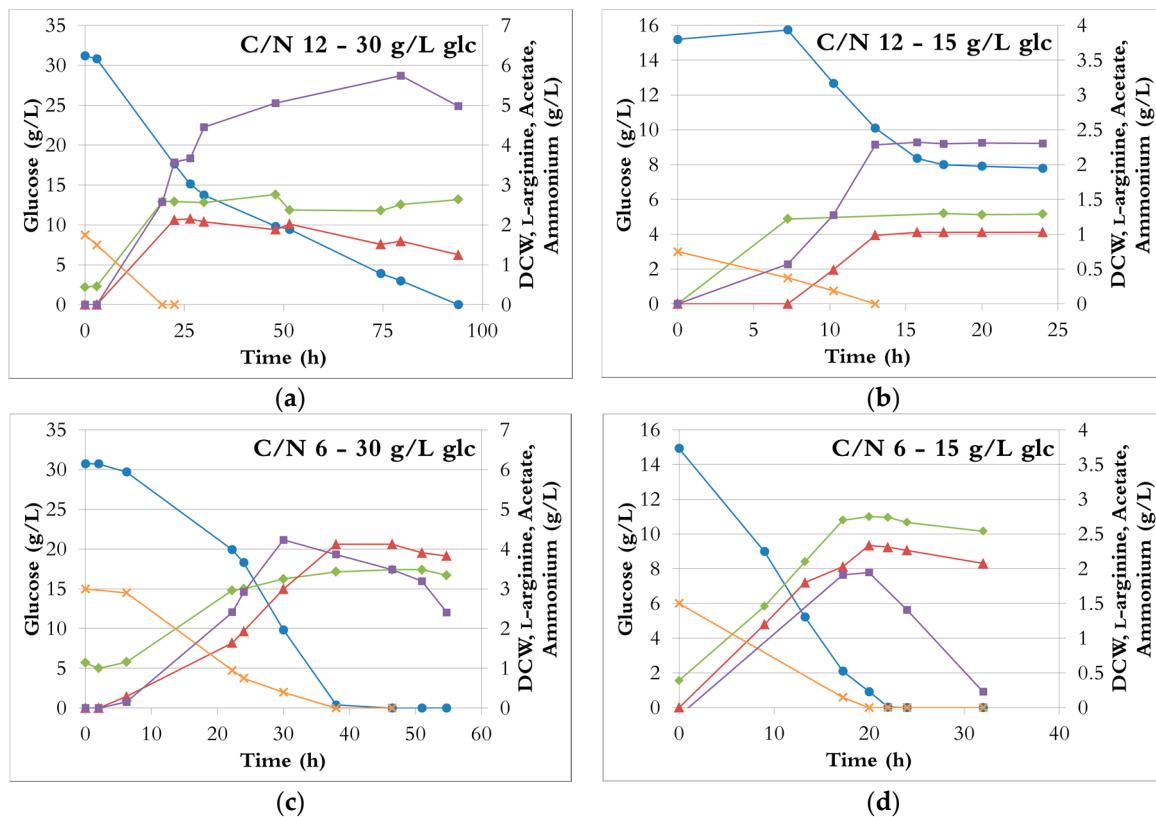 C/N 12 - 30 g/L glc
Glucose (g/L)
35
30
25
20
15
10
5
0
7
6
5
4
3
2
1
0
DCW, L-arginine, Acetate,
Ammonium (g/L)
0 25 50 75 100
Time (h)
(a)
C/N 12 - 15 g/L glc
Glucose (g/L)
16
14
12
10
8
6
4
2
0
4
3.5
3
2.5
2
1.5
1
0.5
0
DCW, L-arginine, Acetate,
Ammonium (g/L)
0 5 10 15 20 25
Time (h)
(b)
C/N 6 - 30 g/L glc
Glucose (g/L)
35
30
25
20
15
10
5
0
7
6
5
4
3
2
1
0
DCW, L-arginine, Acetate,
Ammonium (g/L)
0 10 20 30 40 50 60
Time (h)
(c)
C/N 6 - 15 g/L glc
Glucose (g/L)
16
14
12
10
8
6
4
2
0
4
3.5
3
2.5
2
1.5
1
0.5
0
DCW, L-arginine, Acetate,
Ammonium (g/L)
0 10 20 30 40
Time (h)
(d)